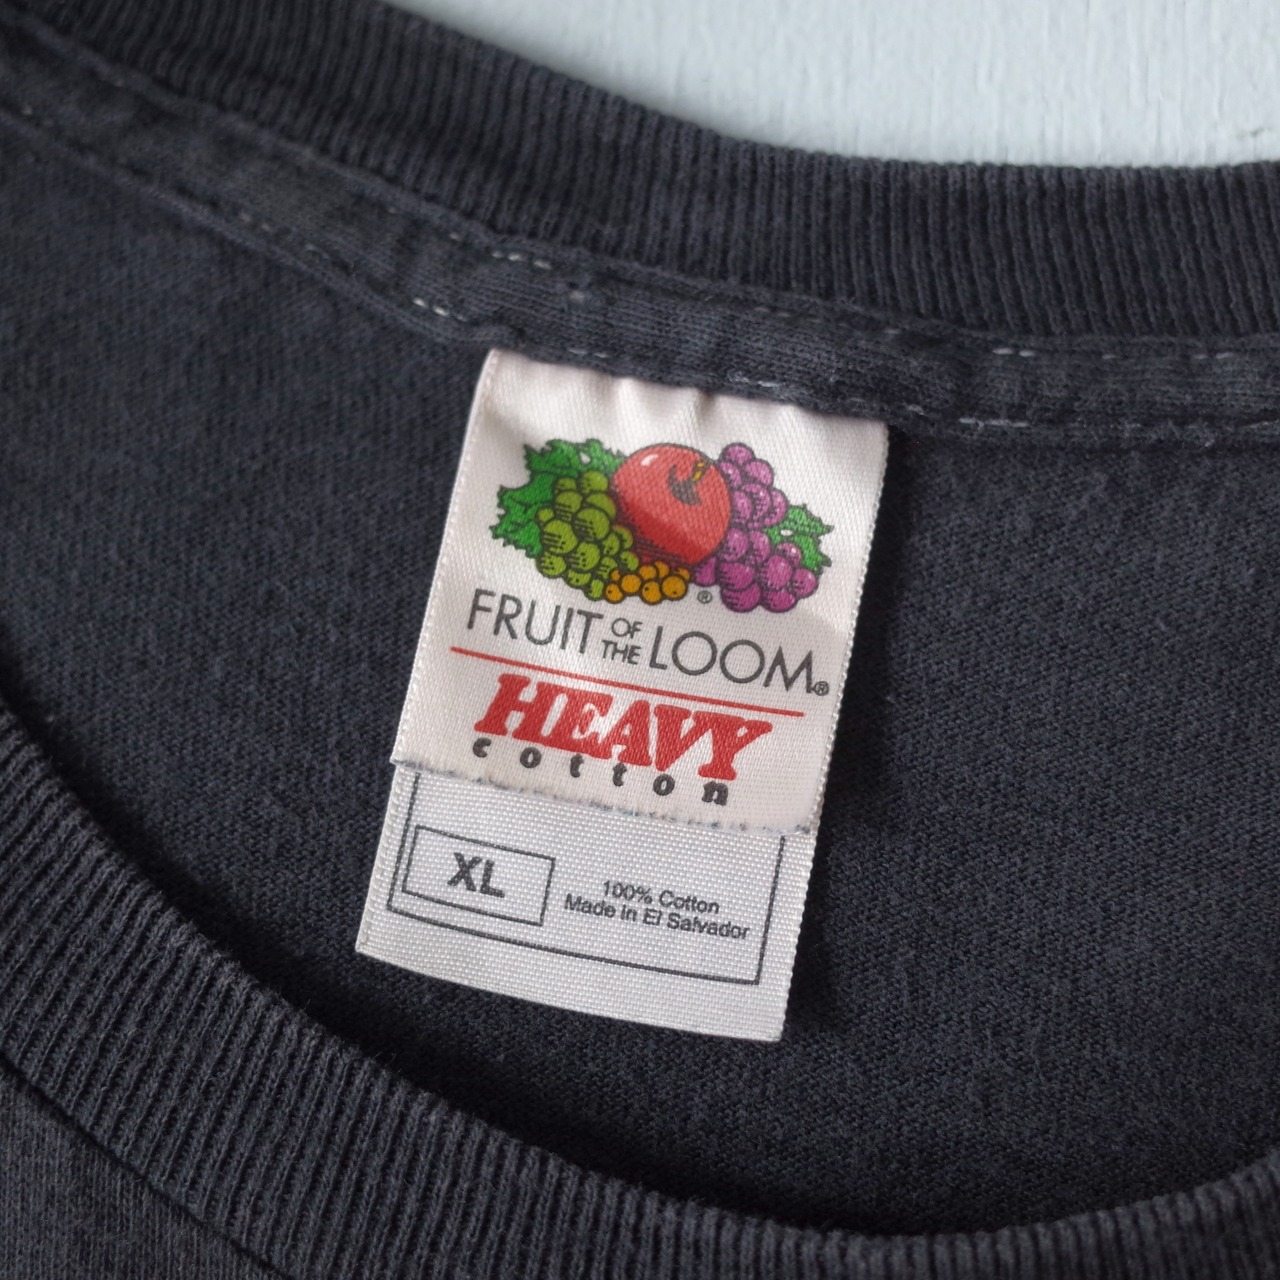 ®
FRUIT OF THE LOOM®
HEAVY
cotton
XL
100% Cotton
Made in El Salvador